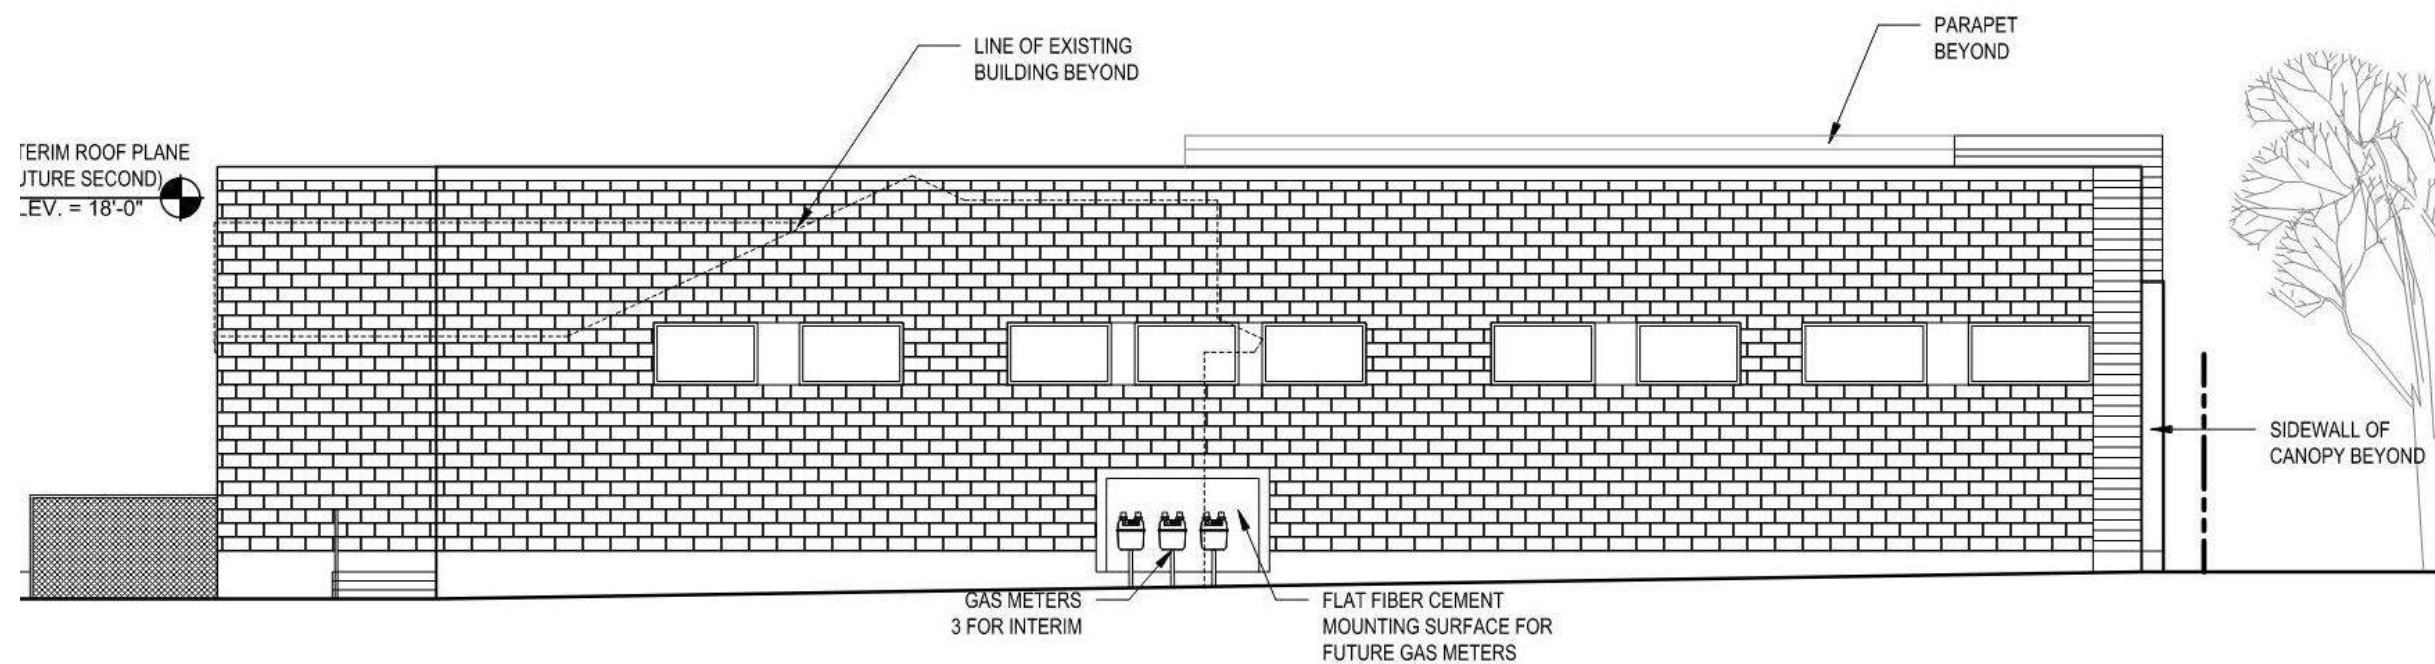 LINE OF EXISTING
BUILDING BEYOND
PARAPET
BEYOND
TERIM ROOF PLANE
UTURE SECOND)
LEV. = 18'-0"
SIDEWALL OF
CANOPY BEYOND
GAS METERS
3 FOR INTERIM
FLAT FIBER CEMENT
MOUNTING SURFACE FOR
FUTURE GAS METERS